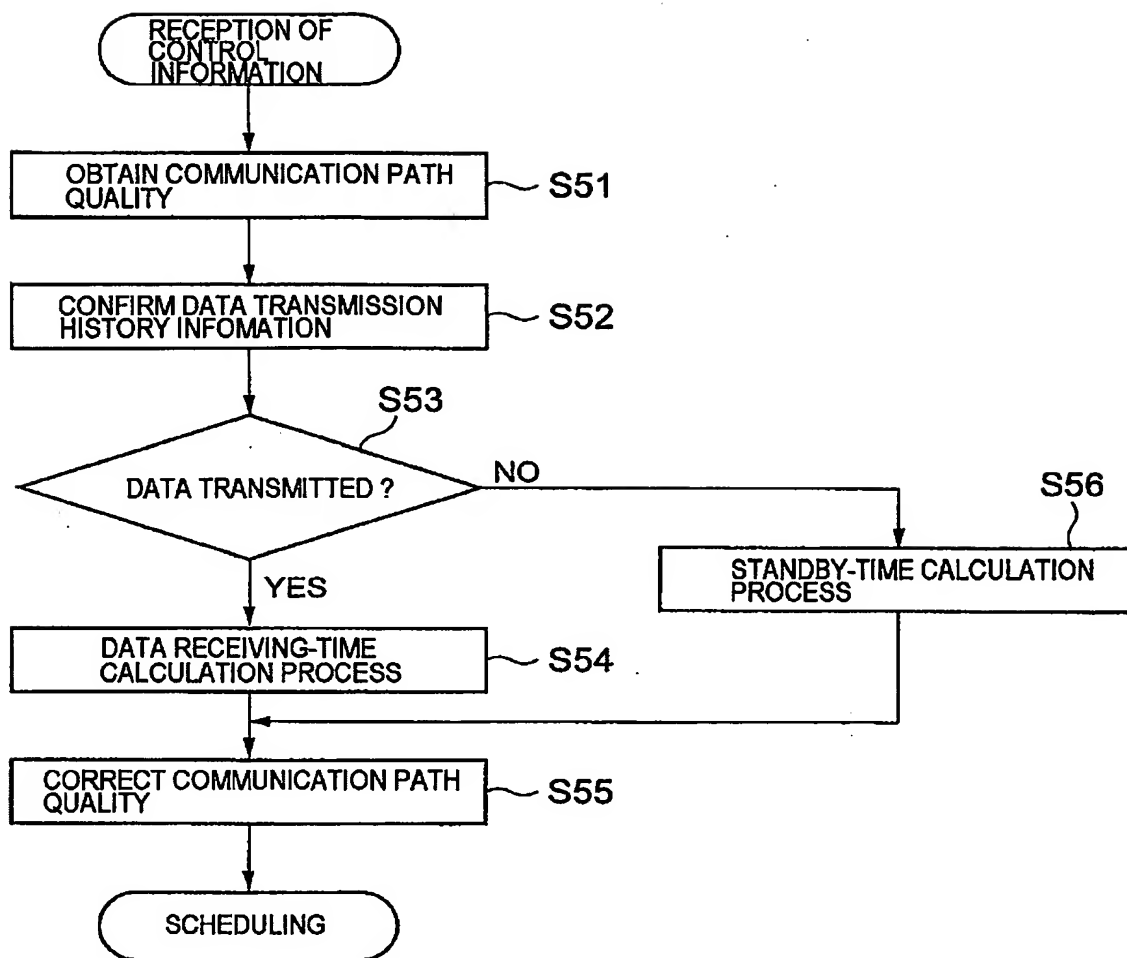 RECEPTION OF
CONTROL
INFORMATION
OBTAIN COMMUNICATION PATH
QUALITY
S51
CONFIRM DATA TRANSMISSION
HISTORY INFOMATION
S52
S53
DATA TRANSMITTED ?
NO
YES
S56
STANDBY-TIME CALCULATION
PROCESS
DATA RECEIVING-TIME
CALCULATION PROCESS
S54
CORRECT COMMUNICATION PATH
QUALITY
S55
SCHEDULING